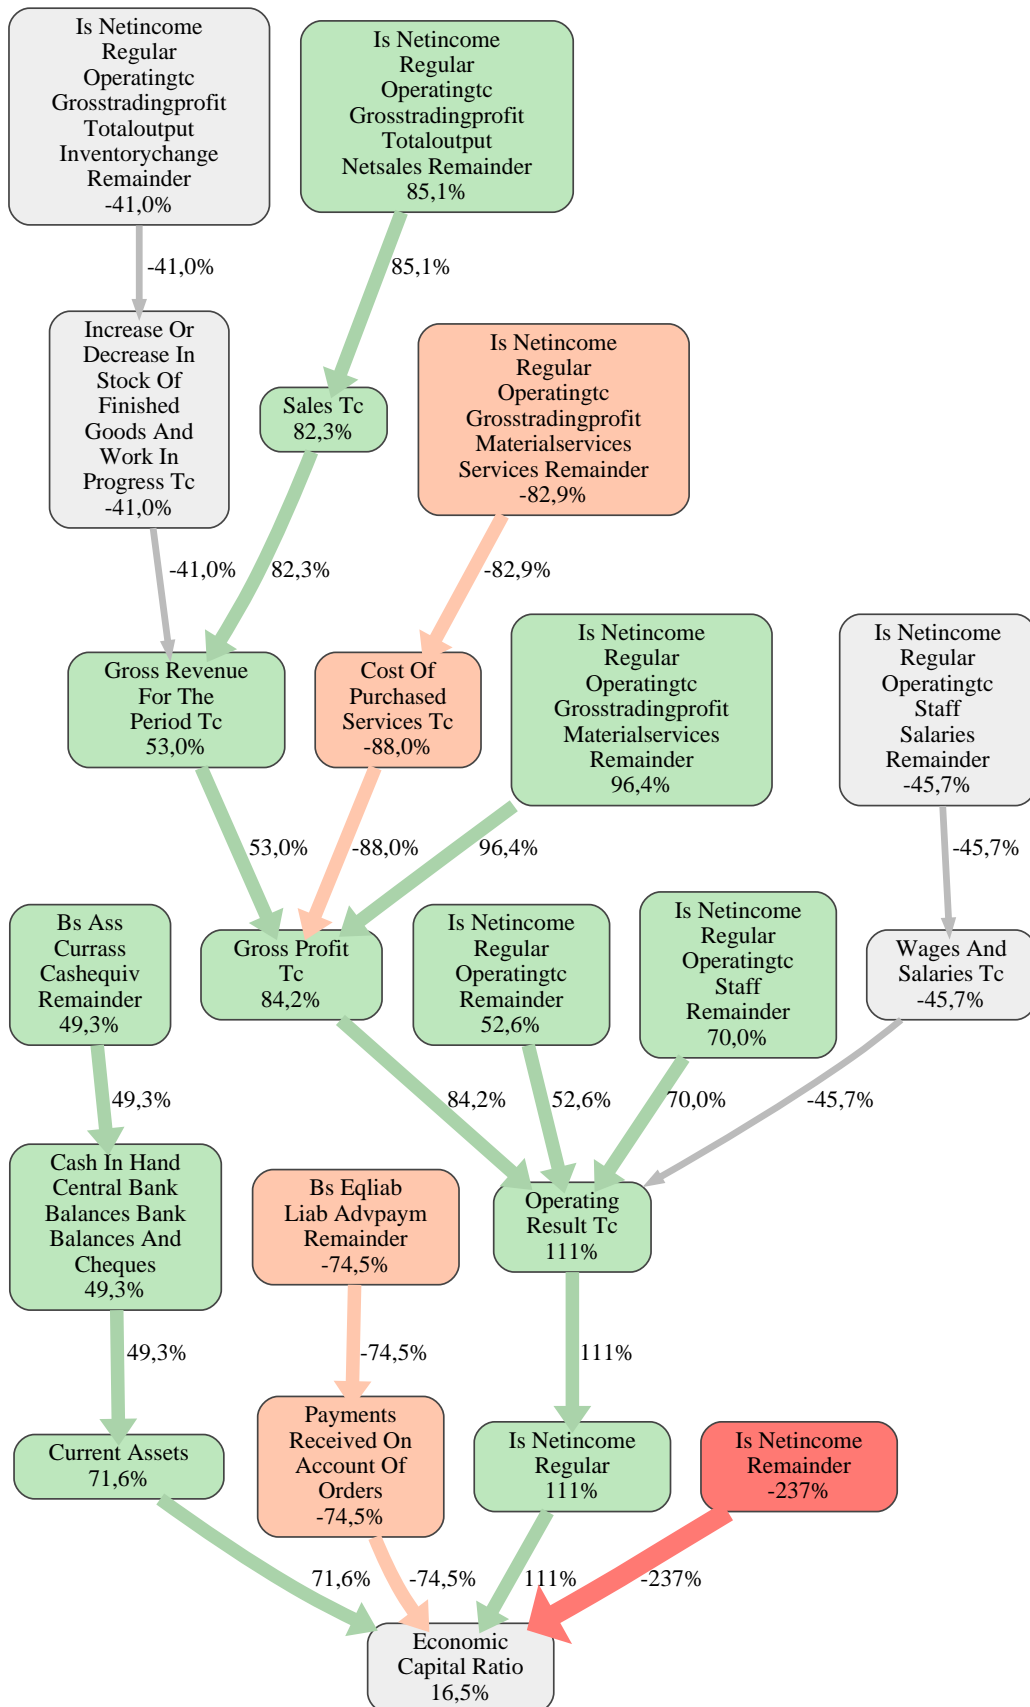 Is Netincome
Regular
Operatingtc
Grosstradingprofit
Totaloutput
Inventorychange
Remainder
-41,0%
Is Netincome
Regular
Operatingtc
Grosstradingprofit
Totaloutput
Netsales Remainder
85,1%
-41,0%
85,1%
Increase Or
Decrease In
Stock Of
Finished
Goods And
Work In
Progress Tc
-41,0%
Sales Tc
82,3%
Is Netincome
Regular
Operatingtc
Grosstradingprofit
Materialservices
Services Remainder
-82,9%
-41,0%
82,3%
-82,9%
Gross Revenue
For The
Period Tc
53,0%
Cost Of
Purchased
Services Tc
-88,0%
Is Netincome
Regular
Operatingtc
Grosstradingprofit
Materialservices
Remainder
96,4%
Is Netincome
Regular
Operatingtc
Staff
Salaries
Remainder
-45,7%
53,0%
-88,0%
96,4%
-45,7%
Bs Ass
Currass
Cashequiv
Remainder
49,3%
Gross Profit
Tc
84,2%
Is Netincome
Regular
Operatingtc
Remainder
52,6%
Is Netincome
Regular
Operatingtc
Staff
Remainder
70,0%
Wages And
Salaries Tc
-45,7%
49,3%
84,2%
52,6%
70,0%
-45,7%
Cash In Hand
Central Bank
Balances Bank
Balances And
Cheques
49,3%
Bs Eqliab
Liab Advpaym
Remainder
-74,5%
Operating
Result Tc
111%
49,3%
-74,5%
111%
Current Assets
71,6%
Payments
Received On
Account Of
Orders
-74,5%
Is Netincome
Regular
111%
Is Netincome
Remainder
-237%
71,6%
-74,5%
111%
-237%
Economic
Capital Ratio
16,5%